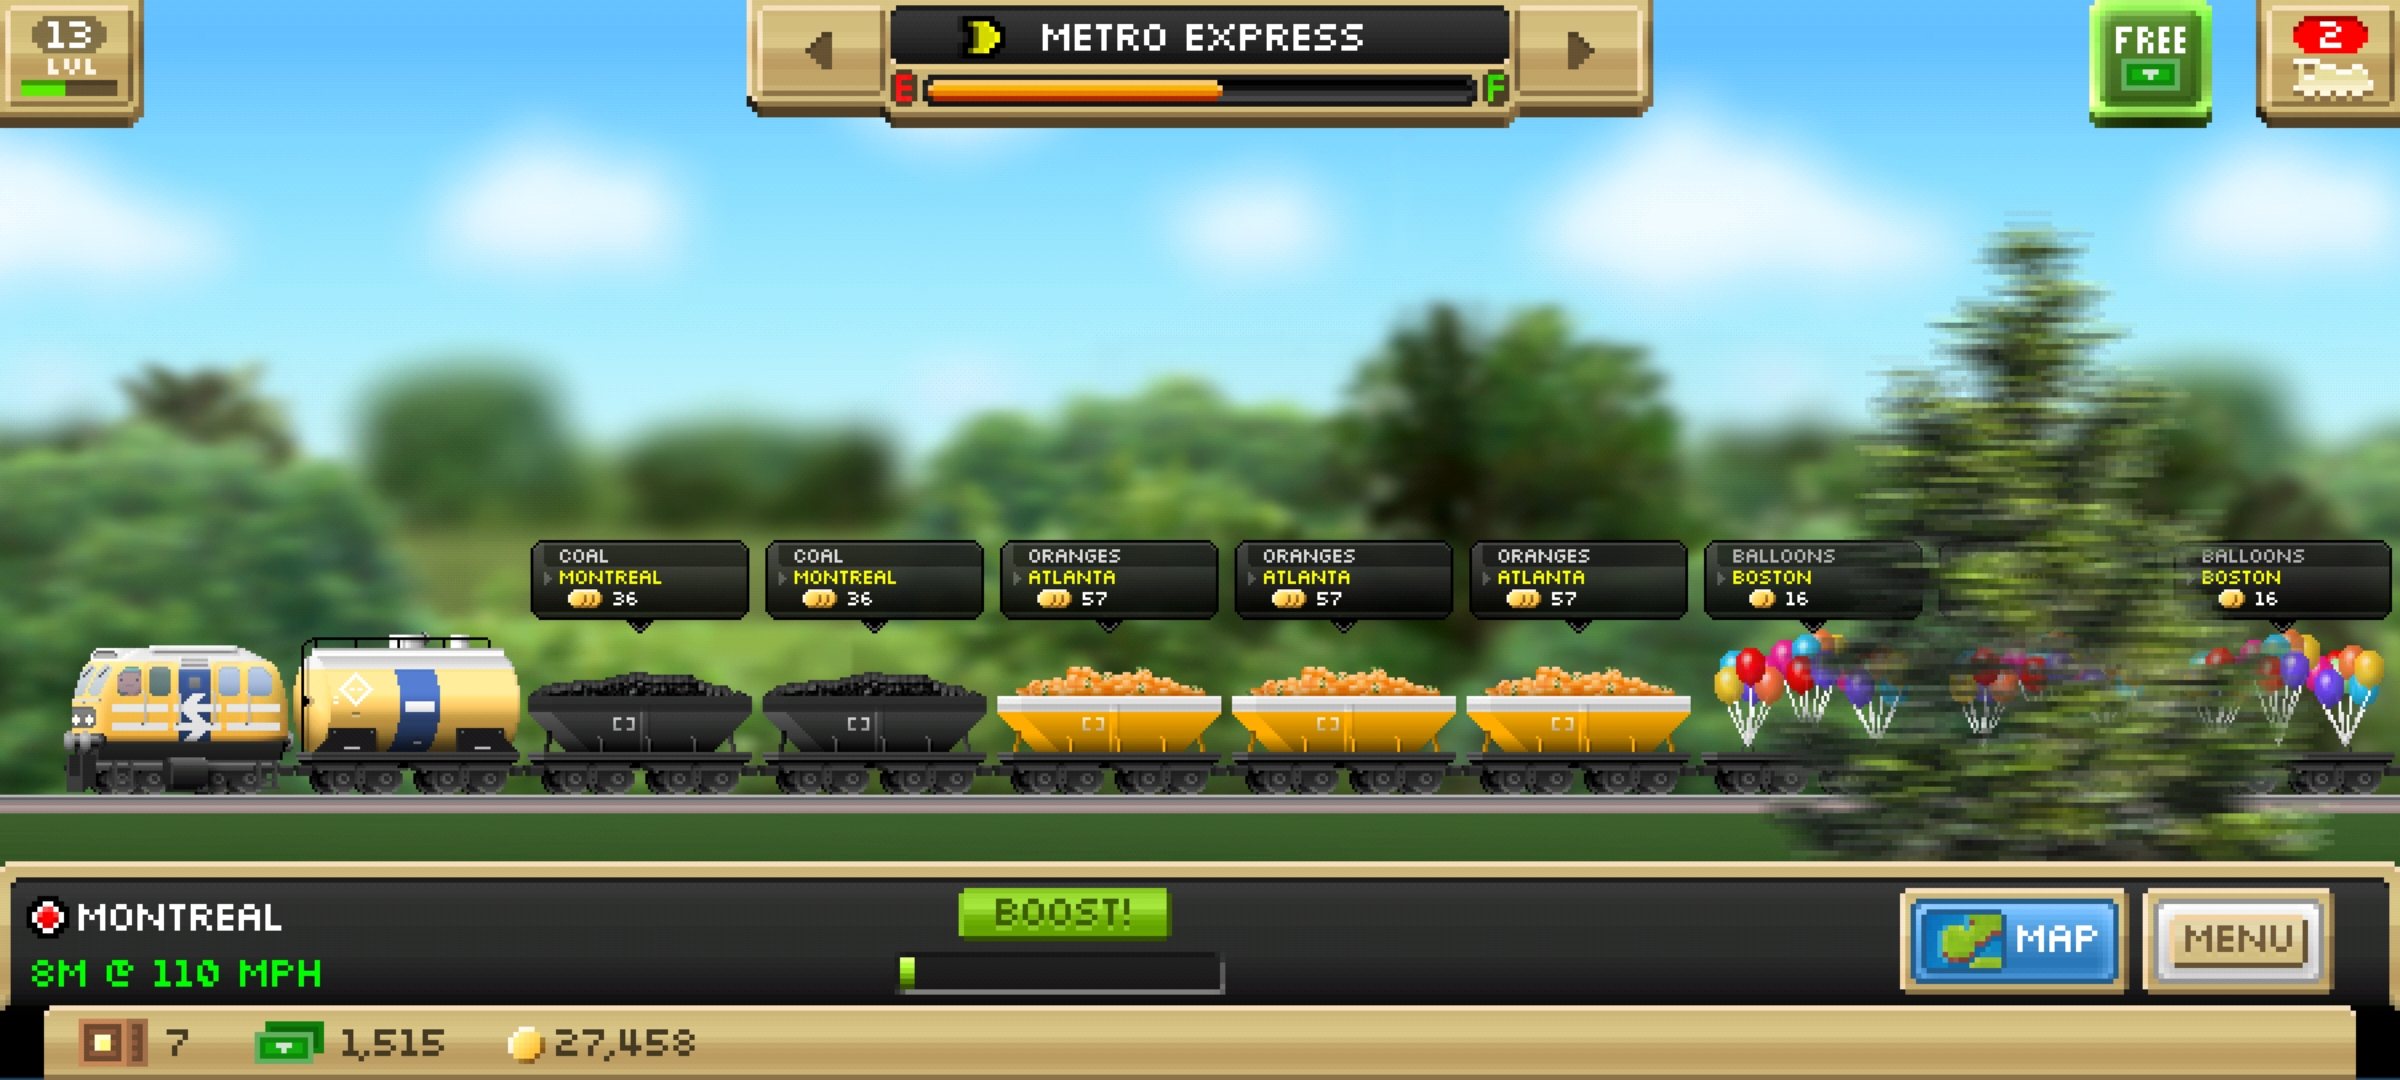 13
LVL
METRO EXPRESS
E
F
FREE
2
COAL
MONTREAL
36
COAL
MONTREAL
36
ORANGES
ATLANTA
57
ORANGES
ATLANTA
57
ORANGES
ATLANTA
57
BALLOONS
BOSTON
16
BALLOONS
BOSTON
16
MONTREAL
8M @ 110 MPH
BOOST!
MAP
MENU
7
1,515
27,458